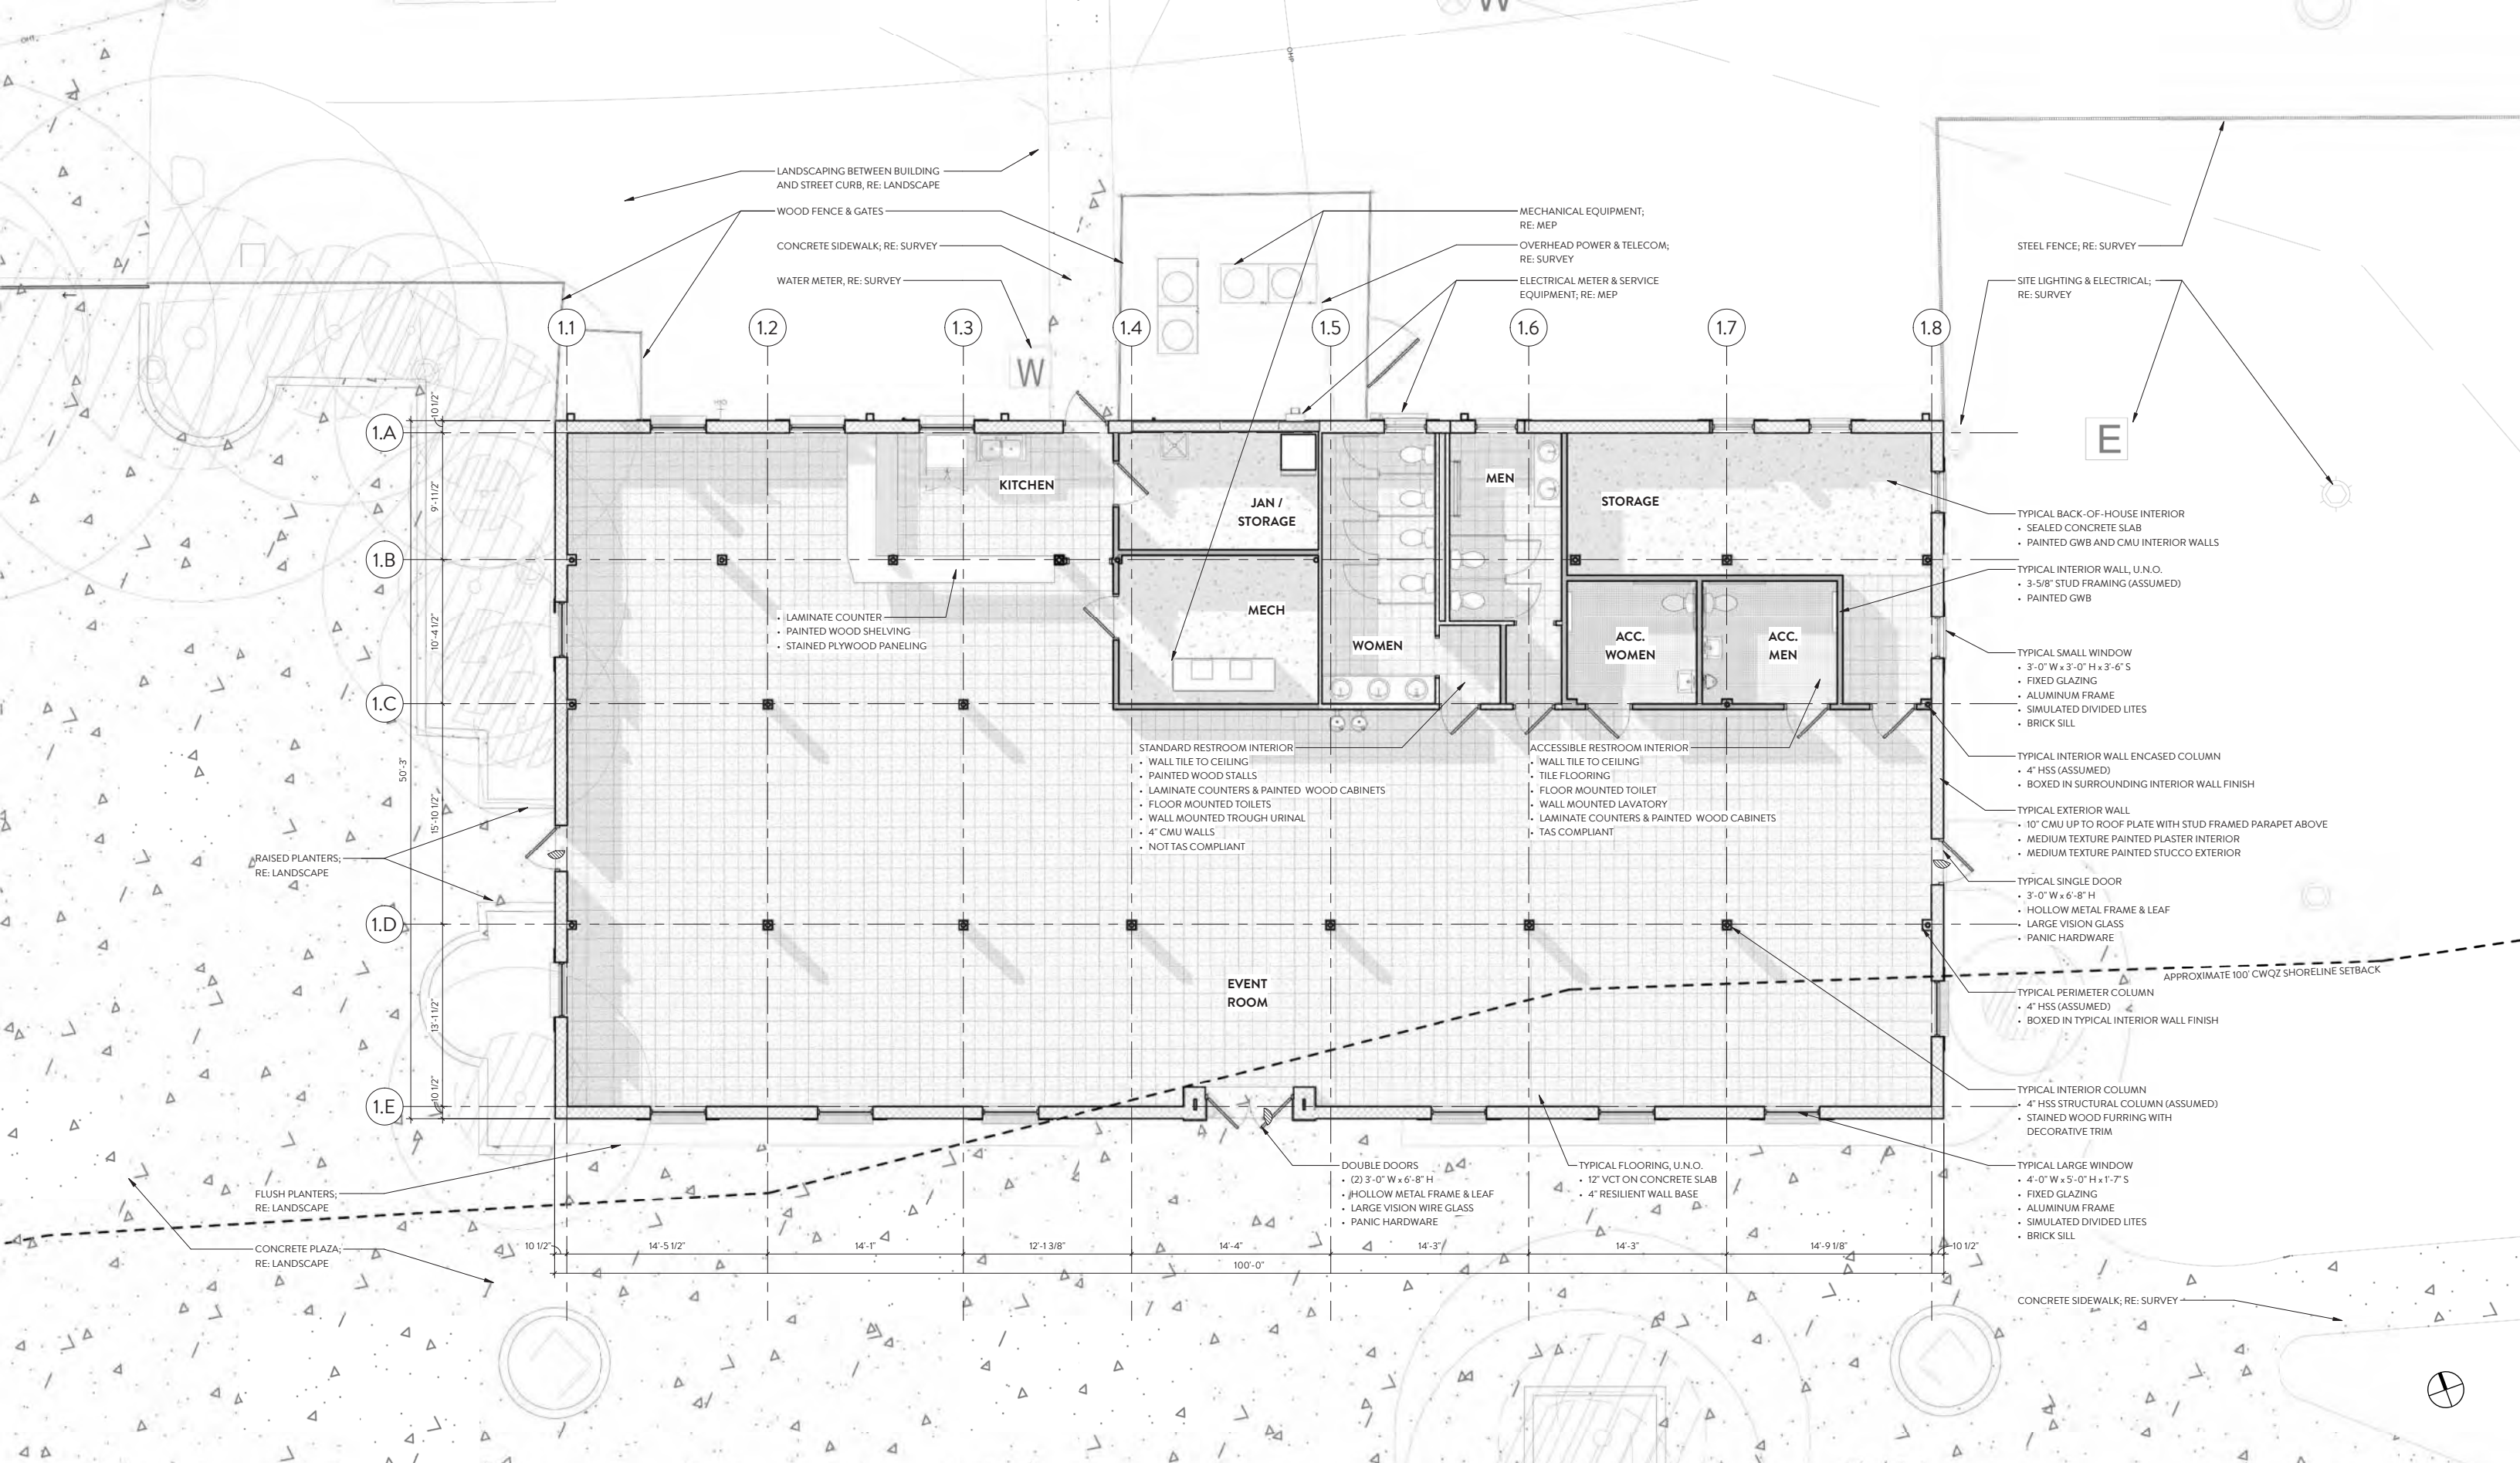 OHT
W
OHP
LANDSCAPING BETWEEN BUILDING
AND STREET CURB, RE: LANDSCAPE
WOOD FENCE & GATES
CONCRETE SIDEWALK; RE: SURVEY
WATER METER, RE: SURVEY
MECHANICAL EQUIPMENT;
RE: MEP
OVERHEAD POWER & TELECOM;
RE: SURVEY
ELECTRICAL METER & SERVICE
EQUIPMENT; RE: MEP
STEEL FENCE; RE: SURVEY
SITE LIGHTING & ELECTRICAL;
RE: SURVEY
1.1
1.2
1.3
1.4
1.5
1.6
1.7
1.8
W
E
1.A
1.B
1.C
1.D
1.E
10 1/2"
9'-11 1/2"
10'-4 1/2"
15'-10 1/2"
13'-1 1/2"
10 1/2"
50'-3"
KITCHEN
JAN /
STORAGE
MECH
WOMEN
MEN
STORAGE
ACC.
WOMEN
ACC.
MEN
EVENT
ROOM
• LAMINATE COUNTER
• PAINTED WOOD SHELVING
• STAINED PLYWOOD PANELING
STANDARD RESTROOM INTERIOR
• WALL TILE TO CEILING
• PAINTED WOOD STALLS
• LAMINATE COUNTERS & PAINTED WOOD CABINETS
• FLOOR MOUNTED TOILETS
• WALL MOUNTED TROUGH URINAL
• 4" CMU WALLS
• NOT TAS COMPLIANT
ACCESSIBLE RESTROOM INTERIOR
• WALL TILE TO CEILING
• TILE FLOORING
• FLOOR MOUNTED TOILET
• WALL MOUNTED LAVATORY
• LAMINATE COUNTERS & PAINTED WOOD CABINETS
• TAS COMPLIANT
TYPICAL BACK-OF-HOUSE INTERIOR
• SEALED CONCRETE SLAB
• PAINTED GWB AND CMU INTERIOR WALLS
TYPICAL INTERIOR WALL, U.N.O.
• 3-5/8" STUD FRAMING (ASSUMED)
• PAINTED GWB
TYPICAL SMALL WINDOW
• 3'-0" W x 3'-0" H x 3'-6" S
• FIXED GLAZING
• ALUMINUM FRAME
• SIMULATED DIVIDED LITES
• BRICK SILL
TYPICAL INTERIOR WALL ENCASED COLUMN
• 4" HSS (ASSUMED)
• BOXED IN SURROUNDING INTERIOR WALL FINISH
TYPICAL EXTERIOR WALL
• 10" CMU UP TO ROOF PLATE WITH STUD FRAMED PARAPET ABOVE
• MEDIUM TEXTURE PAINTED PLASTER INTERIOR
• MEDIUM TEXTURE PAINTED STUCCO EXTERIOR
TYPICAL SINGLE DOOR
• 3'-0" W x 6'-8" H
• HOLLOW METAL FRAME & LEAF
• LARGE VISION GLASS
• PANIC HARDWARE
APPROXIMATE 100' CWQZ SHORELINE SETBACK
TYPICAL PERIMETER COLUMN
• 4" HSS (ASSUMED)
• BOXED IN TYPICAL INTERIOR WALL FINISH
TYPICAL INTERIOR COLUMN
• 4" HSS STRUCTURAL COLUMN (ASSUMED)
• STAINED WOOD FURRING WITH
DECORATIVE TRIM
TYPICAL LARGE WINDOW
• 4'-0" W x 5'-0" H x 1'-7" S
• FIXED GLAZING
• ALUMINUM FRAME
• SIMULATED DIVIDED LITES
• BRICK SILL
CONCRETE SIDEWALK; RE: SURVEY
RAISED PLANTERS;
RE: LANDSCAPE
FLUSH PLANTERS;
RE: LANDSCAPE
CONCRETE PLAZA;
RE: LANDSCAPE
DOUBLE DOORS
• (2) 3'-0" W x 6'-8" H
• HOLLOW METAL FRAME & LEAF
• LARGE VISION WIRE GLASS
• PANIC HARDWARE
TYPICAL FLOORING, U.N.O.
• 12" VCT ON CONCRETE SLAB
• 4" RESILIENT WALL BASE
10 1/2"
14'-5 1/2"
14'-1"
12'-1 3/8"
14'-4"
14'-3"
14'-3"
14'-9 1/8"
10 1/2"
100'-0"